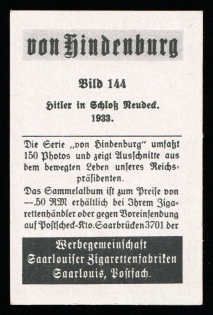 von Hindenburg
Bild 144
Hitler in Schloß Neudeck.
1933.
Die Serie „von Hindenburg" umfaßt
150 Photos und zeigt Ausschnitte aus
dem bewegten Leben unseres Reichs-
präsidenten.
Das Sammelalbum ist zum Preise von
—.50 RM erhältlich bei Ihrem Ziga-
rettenhändler oder gegen Voreinsendung
auf Postscheck-Kto. Saarbrücken 3701 der
Werbegemeinschaft
Saarlouiser Zigarettenfabriken
Saarlouis, Postfach.